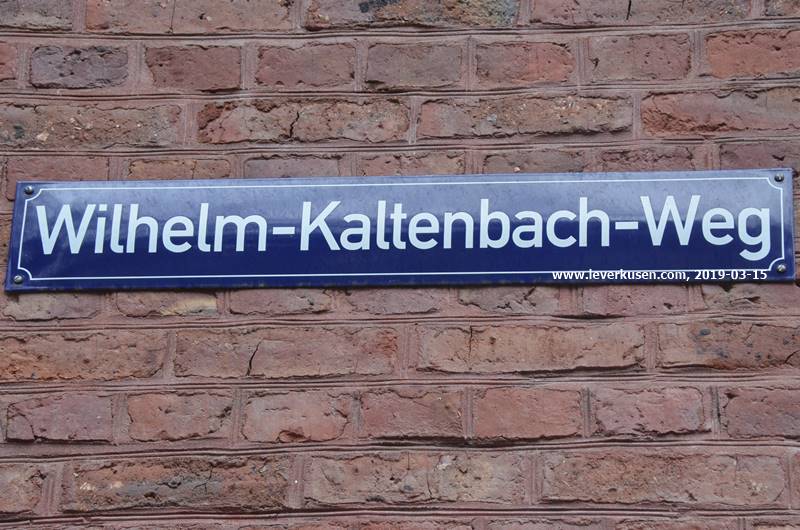 Wilhelm-Kaltenbach-Weg
www.leverkusen.com, 2019-03-15